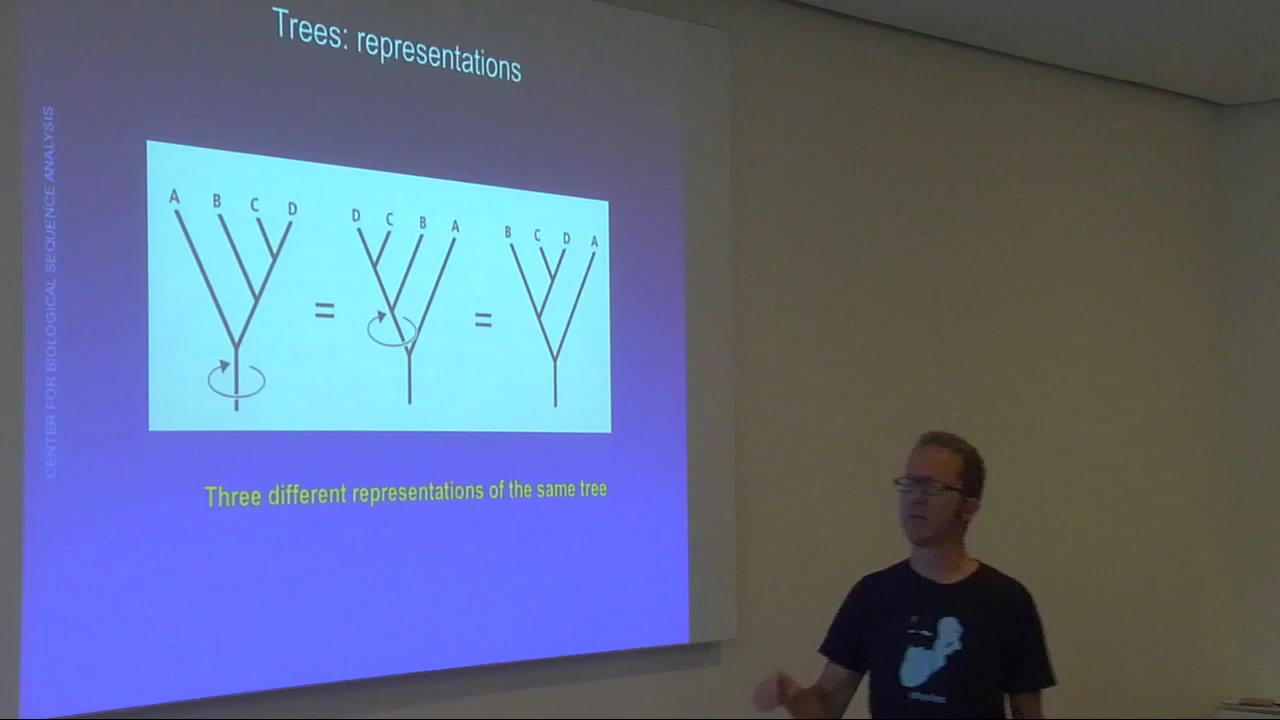 Trees: representations
CENTER FOR BIOLOGICAL SEQUENCE ANALYSIS
A B C D
D C B A
B C D A
= =
Three different representations of the same tree